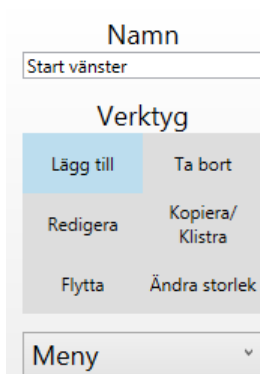 Namn
Start vänster
Verktyg
Lägg till
Ta bort
Redigera
Kopiera/
Klistra
Flytta
Ändra storlek
Meny